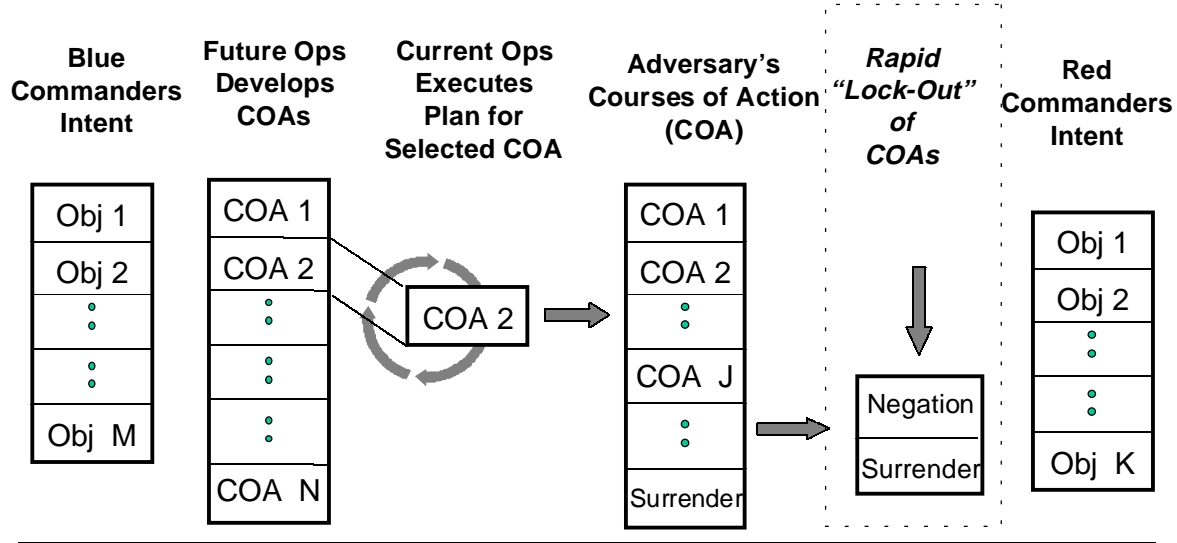 Blue
Commanders
Intent
Obj 1
Obj 2
Obj M
Future Ops
Develops
COAs
COA 1
COA 2
COA N
Current Ops
Executes
Plan for
Selected COA
COA 2
Adversary's
Courses of Action
(COA)
COA 1
COA 2
COA J
Surrender
Rapid
“Lock-Out”
of
COAs
Negation
Surrender
Red
Commanders
Intent
Obj 1
Obj 2
Obj K